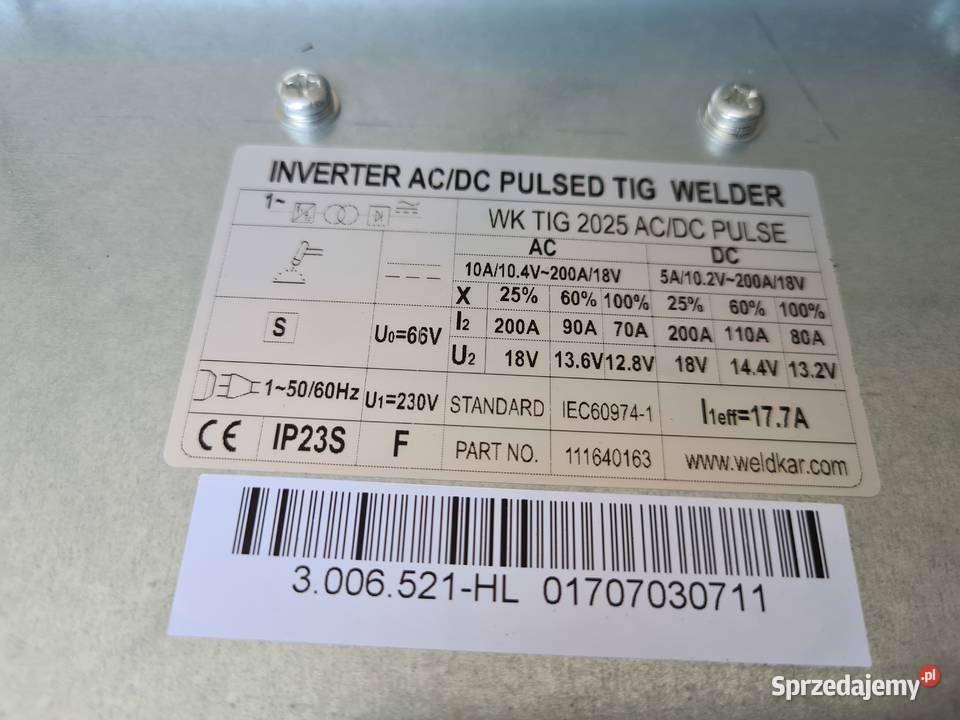 INVERTER AC/DC PULSED TIG WELDER
1~ WK TIG 2025 AC/DC PULSE
AC DC
10A/10.4V~200A/18V 5A/10.2V~200A/18V
X 25% 60% 100% 25% 60% 100%
S U0=66V I2 200A 90A 70A 200A 110A 80A
U2 18V 13.6V 12.8V 18V 14.4V 13.2V
1~50/60Hz U1=230V STANDARD IEC60974-1 I1eff=17.7A
CE IP23S F PART NO. 111640163 www.weldkar.com
3.006.521-HL 01707030711
Sprzedajemy.pl